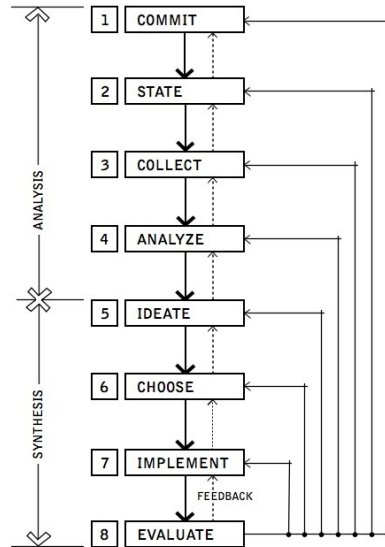 1 COMMIT
2 STATE
3 COLLECT
ANALYSIS
4 ANALYZE
5 IDEATE
6 CHOOSE
SYNTHESIS
7 IMPLEMENT
FEEDBACK
8 EVALUATE